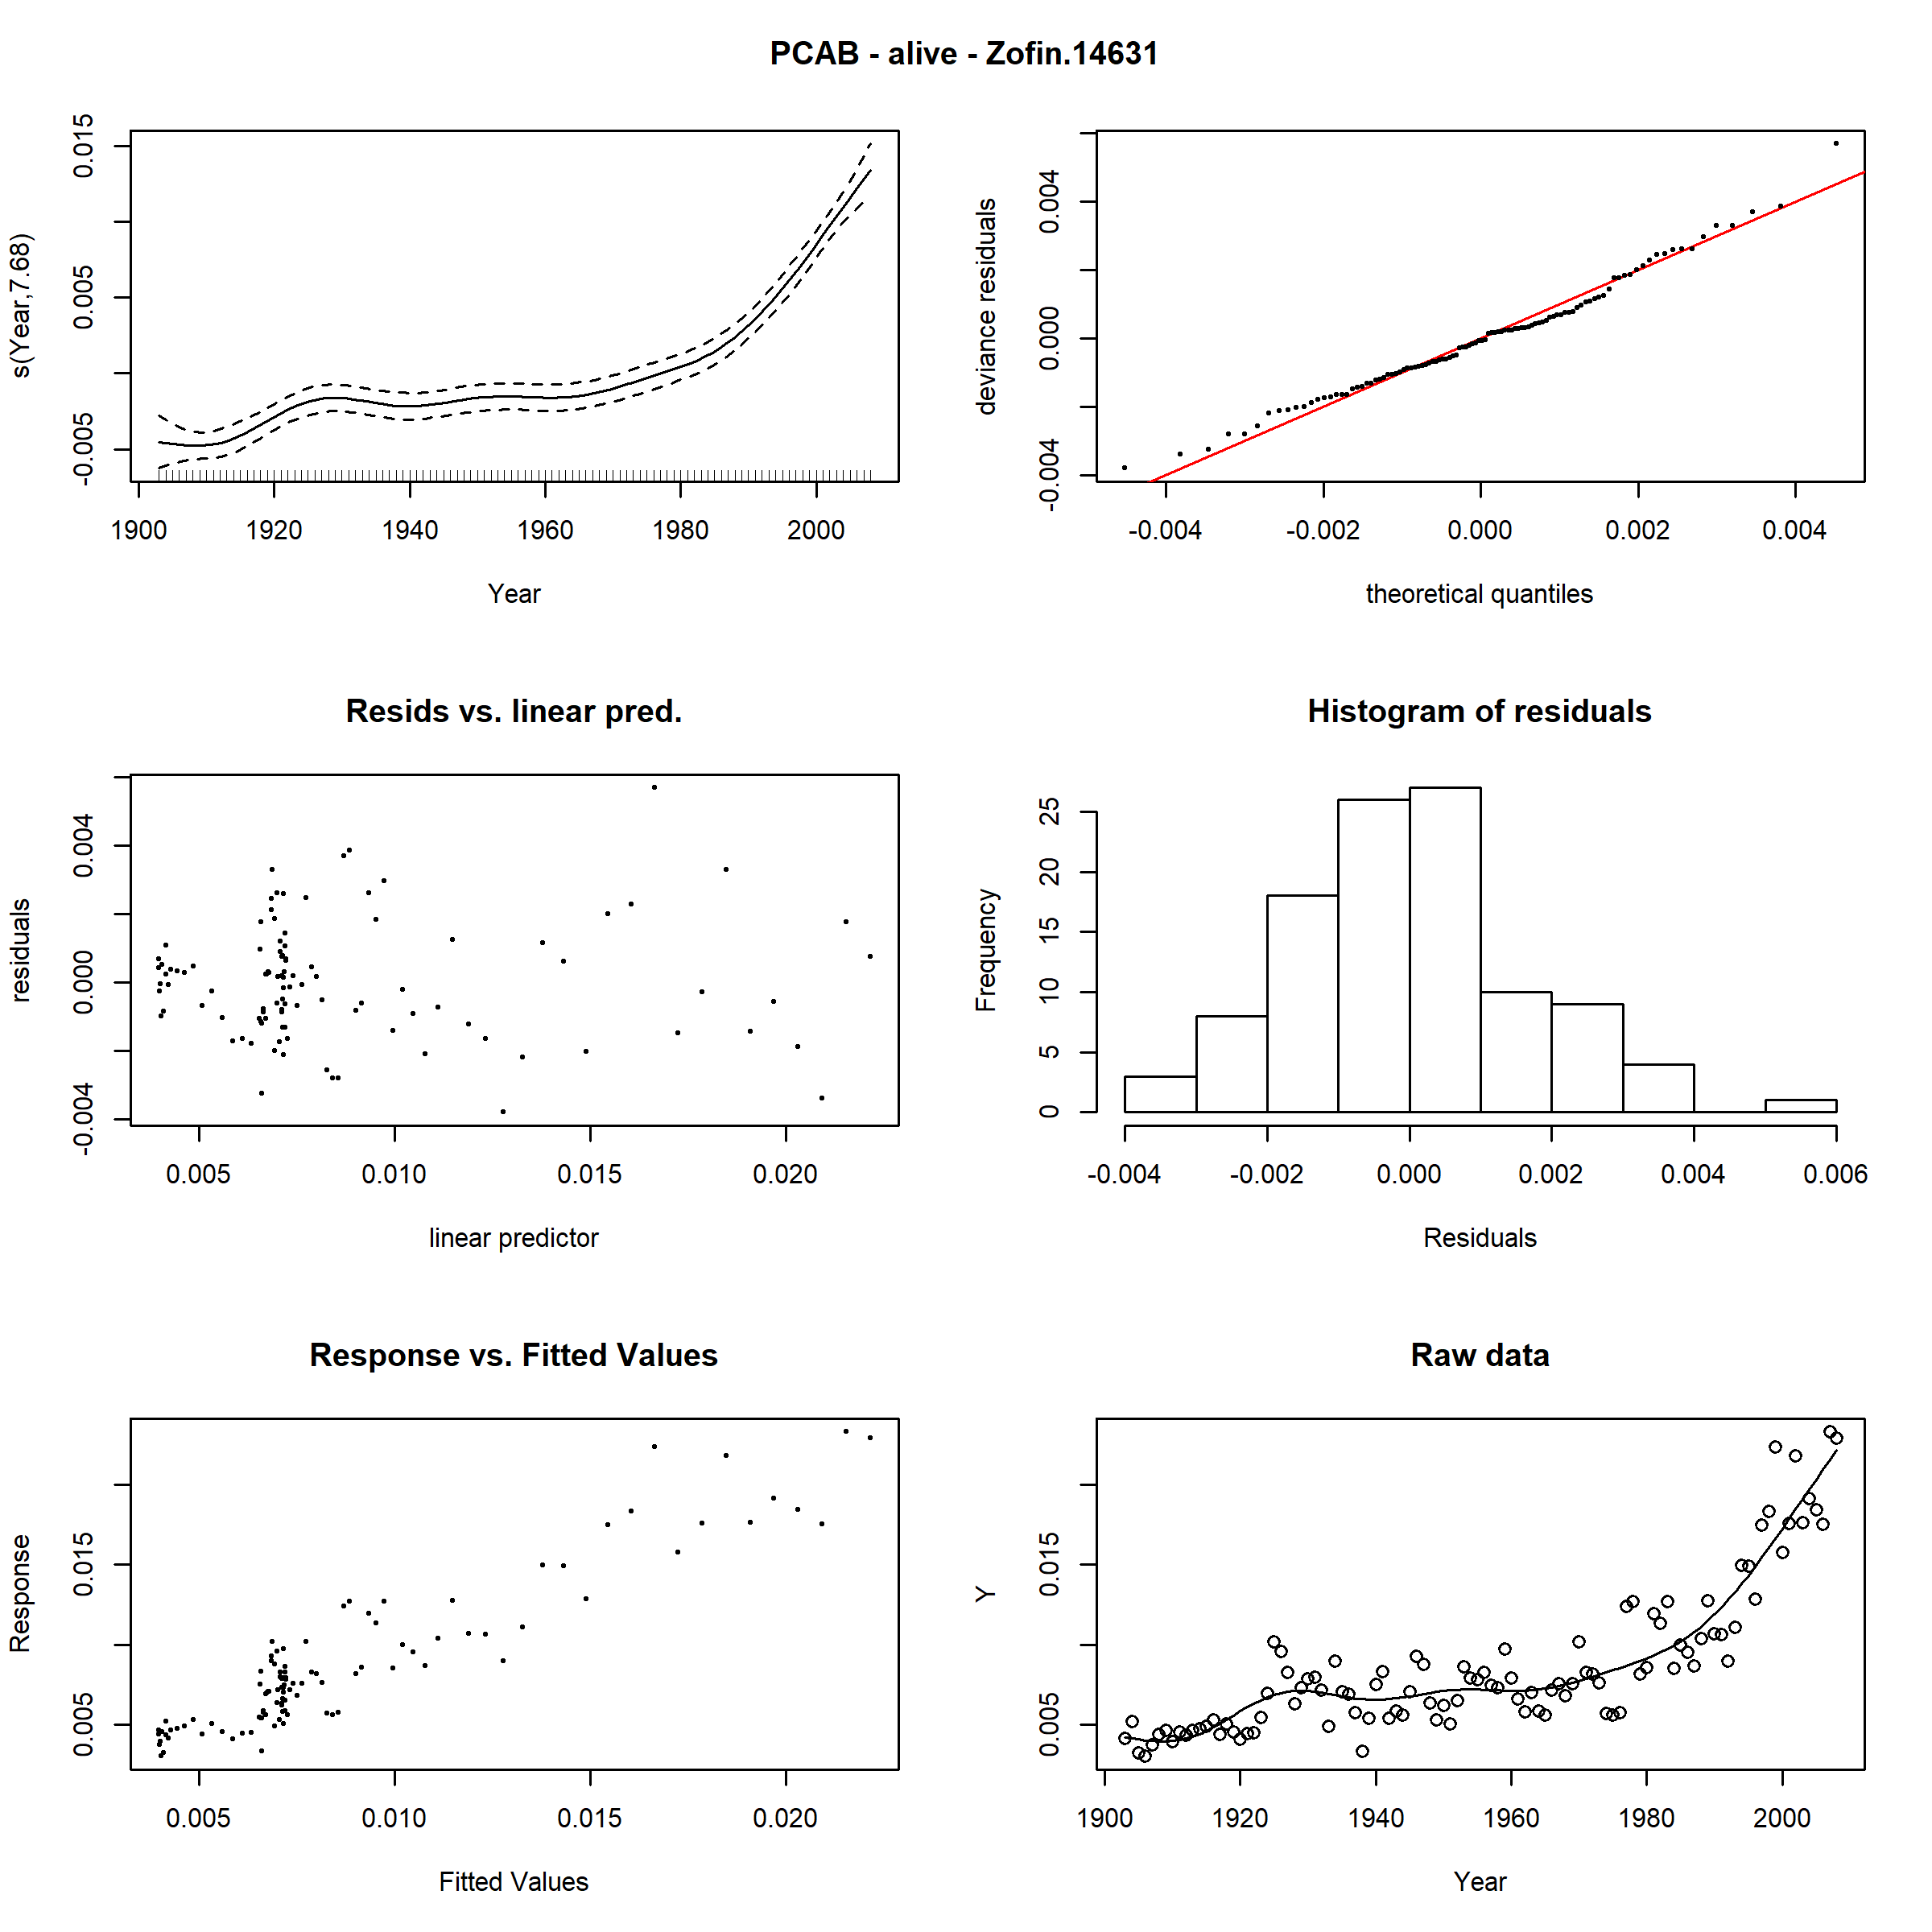 PCAB - alive - Zofin.14631
s(Year,7.68)
-0.005 0.005 0.015
1900 1920 1940 1960 1980 2000
Year
deviance residuals
-0.004 0.000 0.004
-0.004 -0.002 0.000 0.002 0.004
theoretical quantiles
Resids vs. linear pred.
residuals
-0.004 0.000 0.004
0.005 0.010 0.015 0.020
linear predictor
Histogram of residuals
Frequency
0 5 10 15 20 25
-0.004 -0.002 0.000 0.002 0.004 0.006
Residuals
Response vs. Fitted Values
Response
0.005 0.015
0.005 0.010 0.015 0.020
Fitted Values
Raw data
Y
0.005 0.015
1900 1920 1940 1960 1980 2000
Year